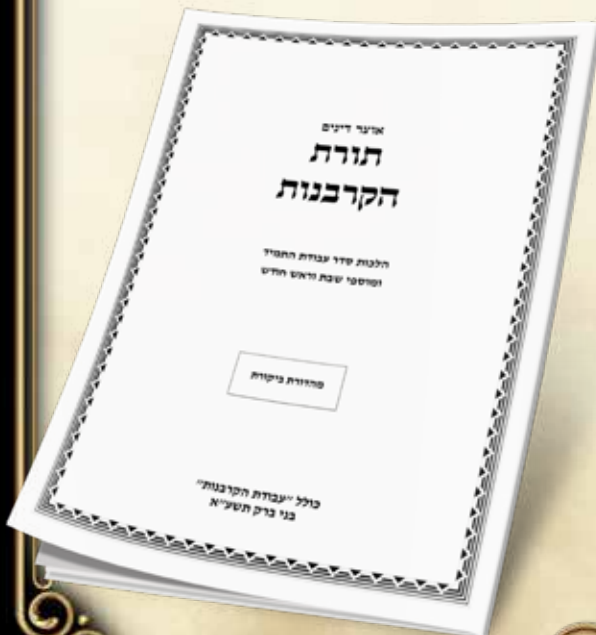 אוצר דינים
תורת
הקרבנות
הלכות סדר עבודת התמיד
ומוספי שבת וראש חודש
מהדורת ביקורת
כולל "עבודת הקרבנות"
בני ברק תשע"א